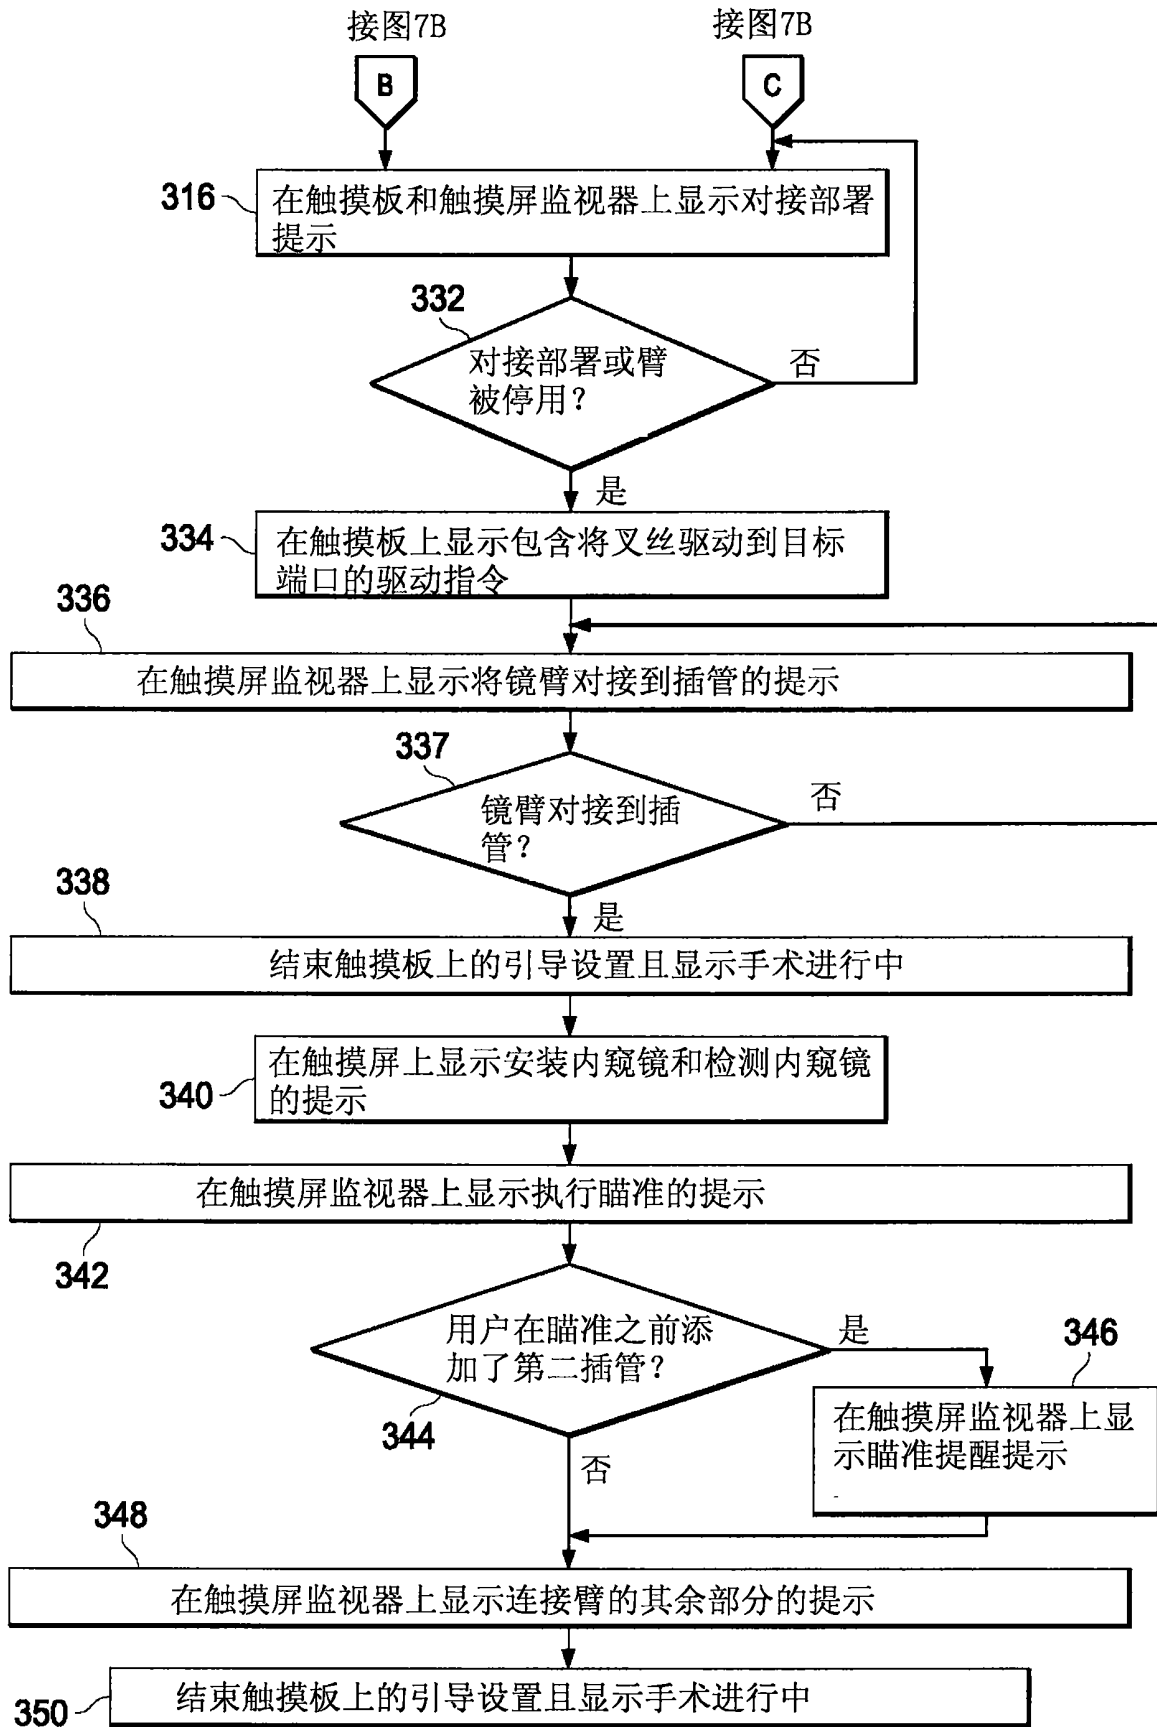 接图7B
接图7B
B
C
316
在触摸板和触摸屏监视器上显示对接部署
提示
332
对接部署或臂
被停用?
否
是
334
在触摸板上显示包含将叉丝驱动到目标
端口的驱动指令
336
在触摸屏监视器上显示将镜臂对接到插管的提示
337
镜臂对接到插
管?
否
是
338
结束触摸板上的引导设置且显示手术进行中
340
在触摸屏上显示安装内窥镜和检测内窥镜
的提示
在触摸屏监视器上显示执行瞄准的提示
342
用户在瞄准之前添
加了第二插管?
是
344
346
在触摸屏监视器上显
示瞄准提醒提示
否
348
在触摸屏监视器上显示连接臂的其余部分的提示
350
结束触摸板上的引导设置且显示手术进行中